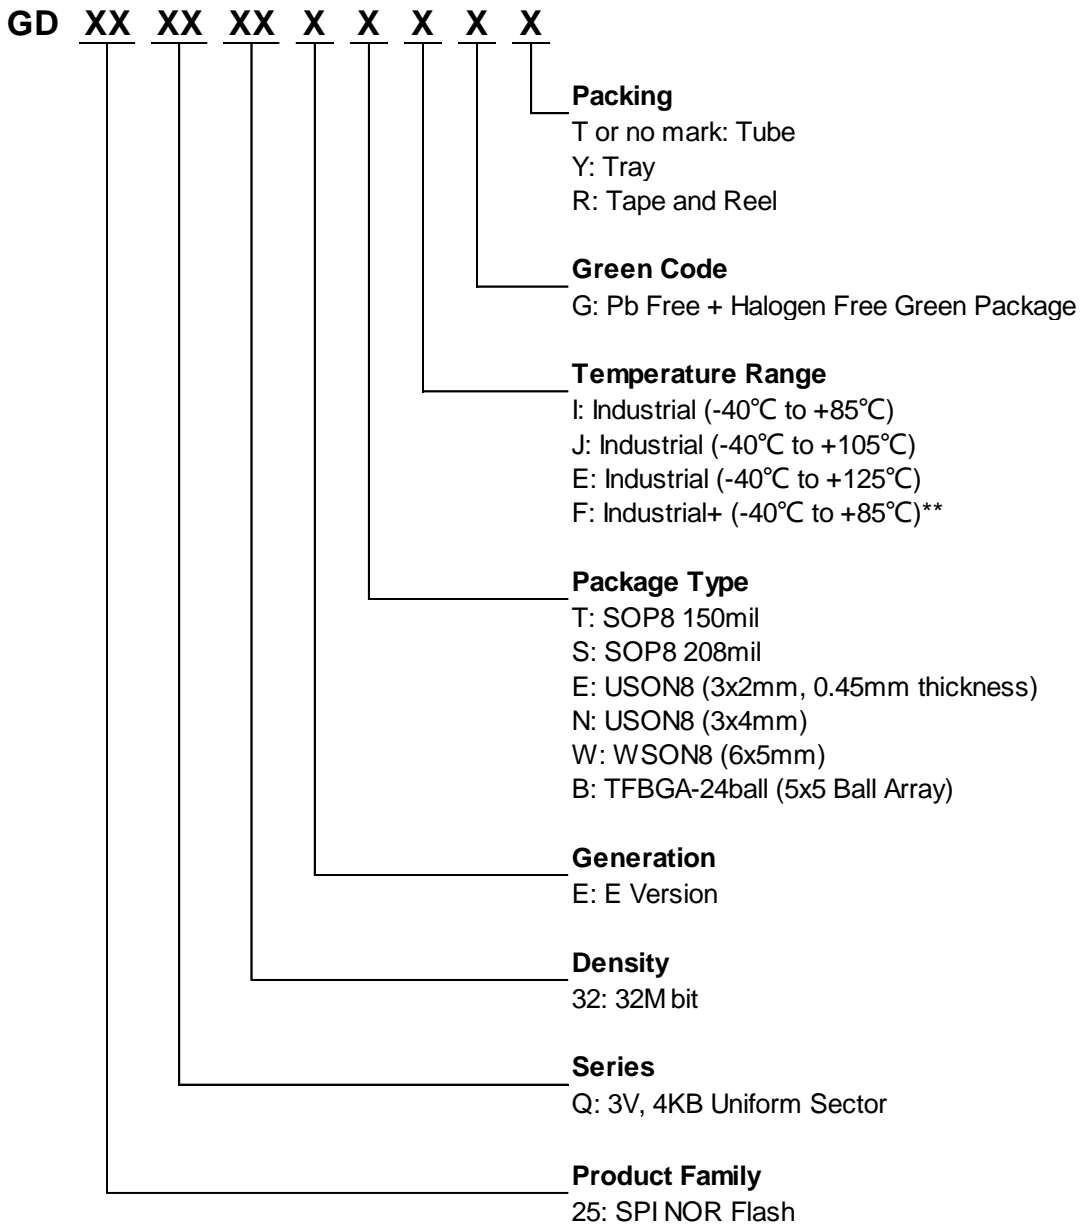 GD XX XX XX X X X X X
Packing
T or no mark: Tube
Y: Tray
R: Tape and Reel
Green Code
G: Pb Free + Halogen Free Green Package
Temperature Range
I: Industrial (-40℃ to +85℃)
J: Industrial (-40℃ to +105℃)
E: Industrial (-40℃ to +125℃)
F: Industrial+ (-40℃ to +85℃)**
Package Type
T: SOP8 150mil
S: SOP8 208mil
E: USON8 (3x2mm, 0.45mm thickness)
N: USON8 (3x4mm)
W: WSON8 (6x5mm)
B: TFBGA-24ball (5x5 Ball Array)
Generation
E: E Version
Density
32: 32M bit
Series
Q: 3V, 4KB Uniform Sector
Product Family
25: SPI NOR Flash